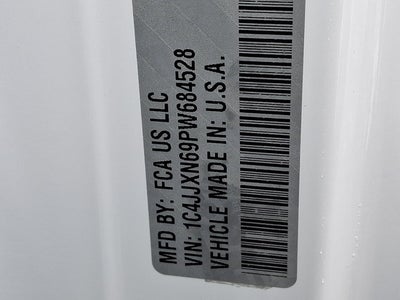 MFD BY: FCA US LLC
VIN: 1C4JJXN69PW684528
VEHICLE MADE IN: U.S.A.